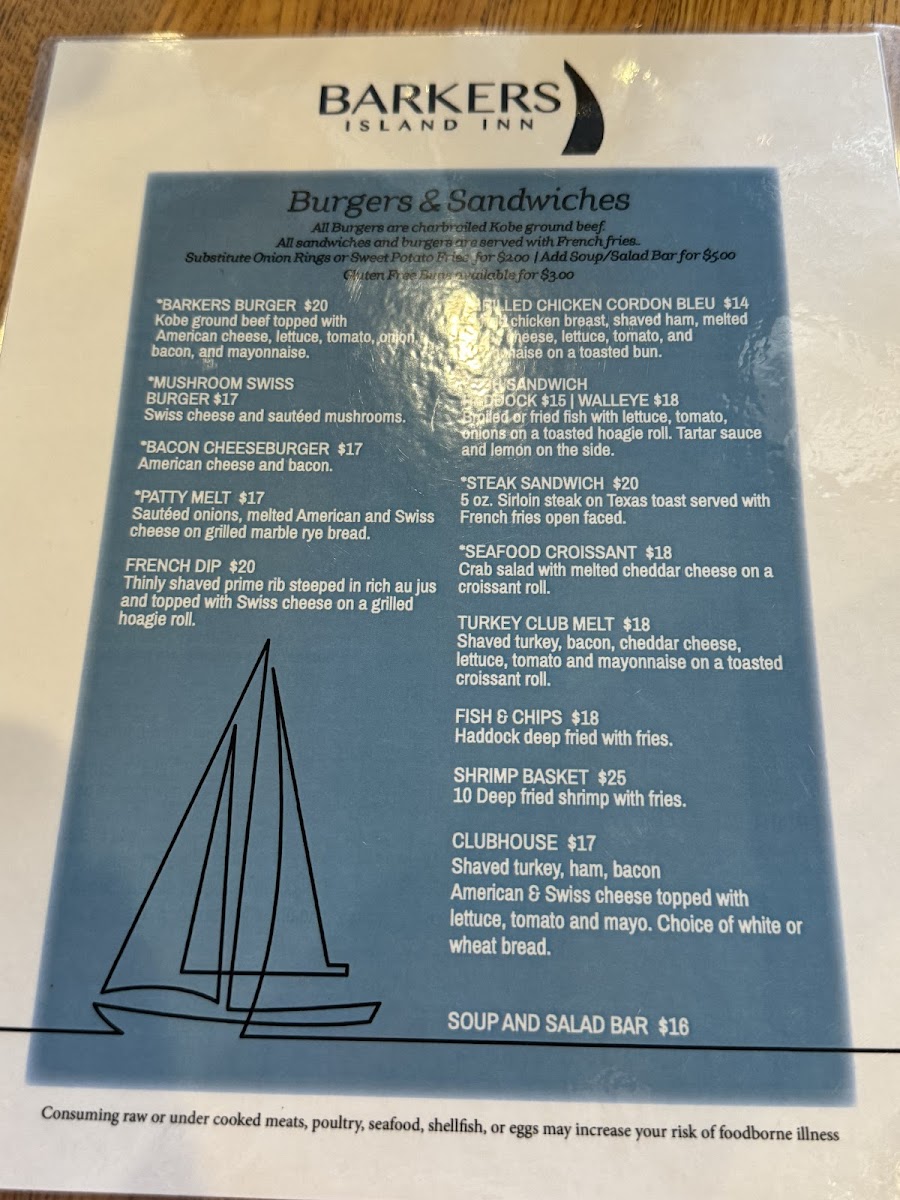 BARKERS
ISLAND INN
Burgers & Sandwiches
All Burgers are charbroiled Kobe ground beef.
All sandwiches and burgers are served with French fries.
Substitute Onion Rings or Sweet Potato Fries for $2.00 | Add Soup/Salad Bar for $5.00
Gluten Free Buns available for $3.00
*BARKERS BURGER $20
Kobe ground beef topped with
American cheese, lettuce, tomato, onion
bacon, and mayonnaise.
*MUSHROOM SWISS
BURGER $17
Swiss cheese and sautéed mushrooms.
*BACON CHEESEBURGER $17
American cheese and bacon.
*PATTY MELT $17
Sautéed onions, melted American and Swiss
cheese on grilled marble rye bread.
FRENCH DIP $20
Thinly shaved prime rib steeped in rich au jus
and topped with Swiss cheese on a grilled
hoagie roll.
CHICKEN CORDON BLEU $14
chicken breast, shaved ham, melted
cheese, lettuce, tomato, and
on a toasted bun.
SANDWICH
HADDOCK $15 | WALLEYE $18
Broiled or fried fish with lettuce, tomato,
onions on a toasted hoagie roll. Tartar sauce
and lemon on the side.
*STEAK SANDWICH $20
5 oz. Sirloin steak on Texas toast served with
French fries open faced.
*SEAFOOD CROISSANT $18
Crab salad with melted cheddar cheese on a
croissant roll.
TURKEY CLUB MELT $18
Shaved turkey, bacon, cheddar cheese,
lettuce, tomato and mayonnaise on a toasted
croissant roll.
FISH & CHIPS $18
Haddock deep fried with fries.
SHRIMP BASKET $25
10 Deep fried shrimp with fries.
CLUBHOUSE $17
Shaved turkey, ham, bacon
American & Swiss cheese topped with
lettuce, tomato and mayo. Choice of white or
wheat bread.
SOUP AND SALAD BAR $16
Consuming raw or under cooked meats, poultry, seafood, shellfish, or eggs may increase your risk of foodborne illness